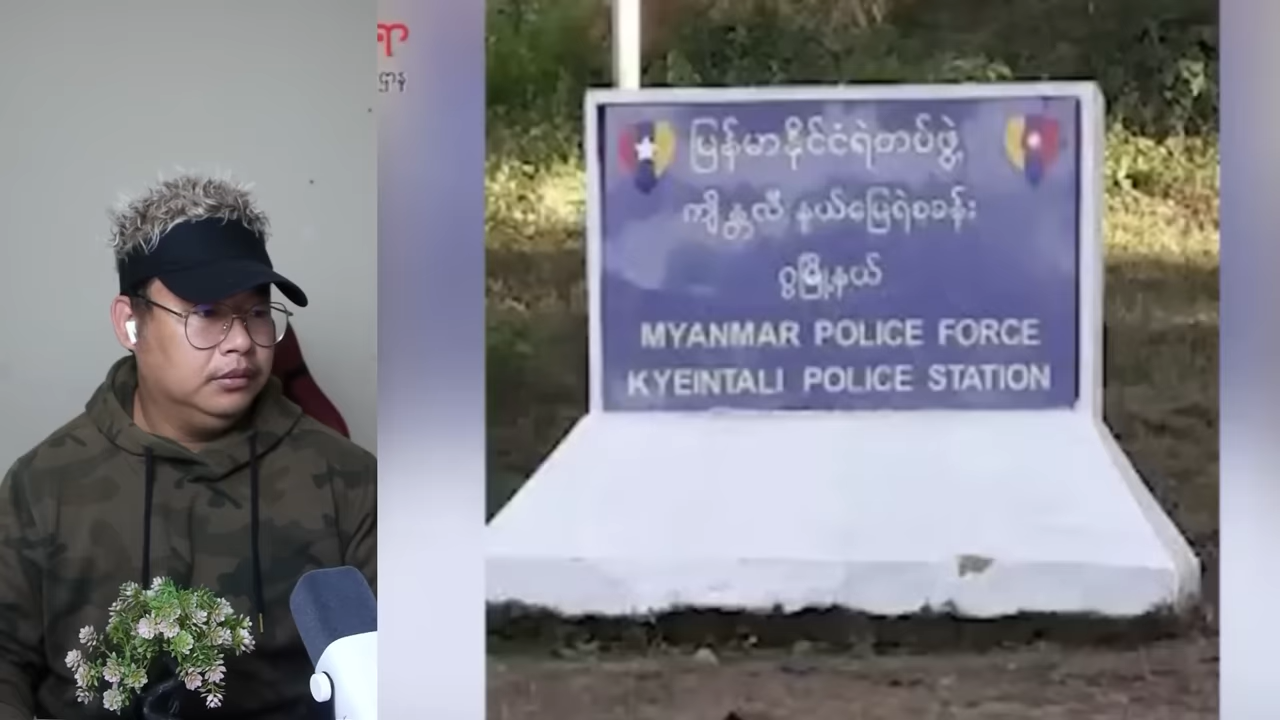 မြန်မာနိုင်ငံရဲတပ်ဖွဲ့
ကျိန္တလီ နယ်မြေရဲစခန်း
ဂွမြို့နယ်
MYANMAR POLICE FORCE
KYEINTALI POLICE STATION